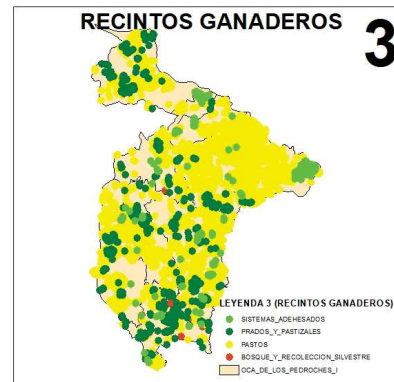 RECINTOS GANADEROS
3
LEYENDA 3 (RECINTOS GANADEROS)
SISTEMAS_ADEHESADOS
PRADOS_Y_PASTIZALES
PASTOS
BOSQUE_Y_RECOLECCION_SILVESTRE
OCA_DE_LOS_PEDROCHES_I